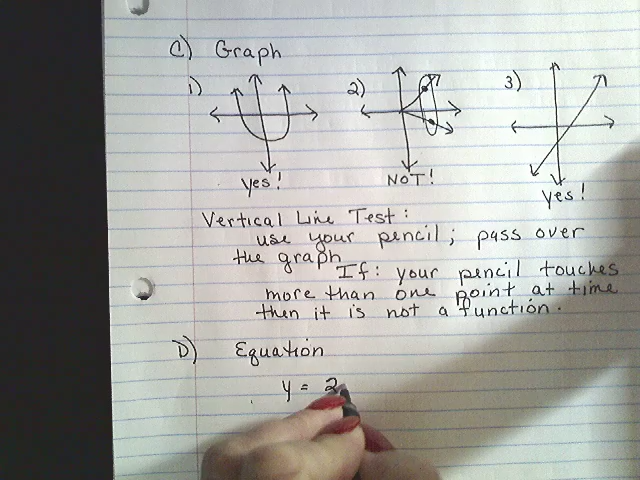 C) Graph
1) 2) 3)
yes! NOT! yes!
Vertical Line Test:
use your pencil; pass over
the graph
If: your pencil touches
more than one point at time
then it is not a function.
D) Equation
y = 2